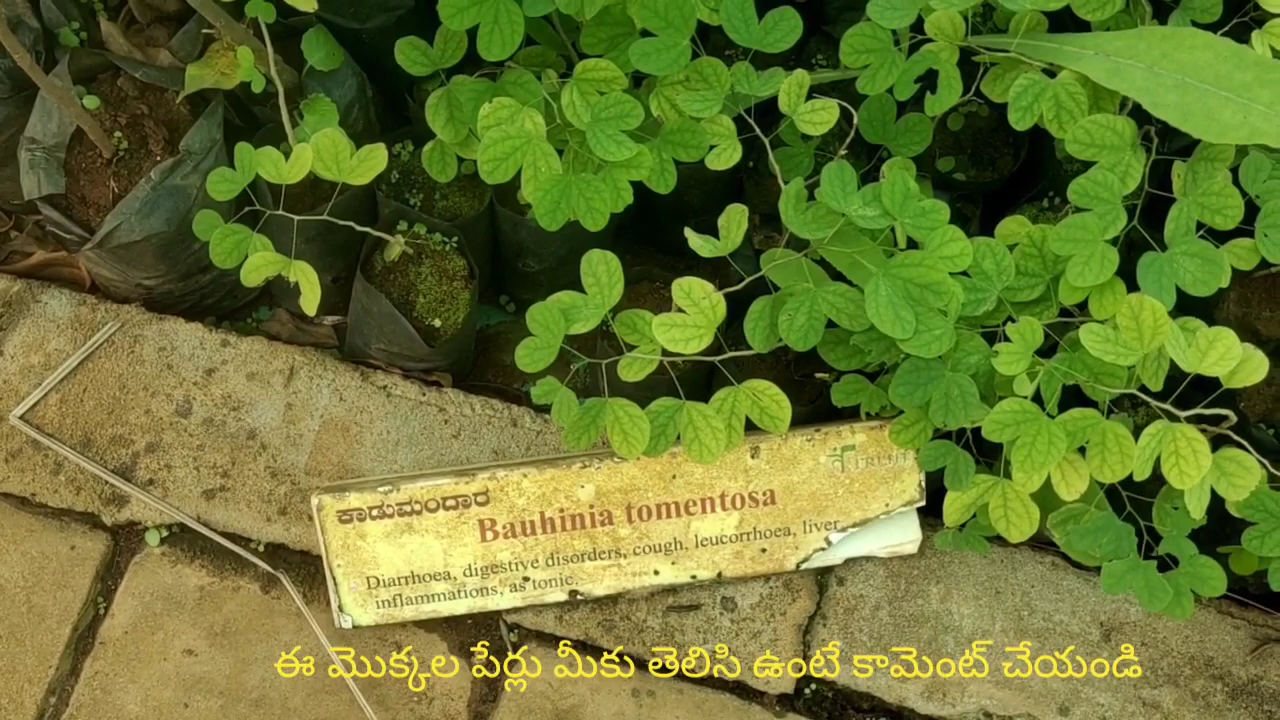 ಕಾಡುಮಂದಾರ
Bauhinia tomentosa
Diarrhoea, digestive disorders, cough, leucorrhoea, liver
inflammations, as tonic.
ఈ మొక్కల పేర్లు మీకు తెలిసి ఉంటే కామెంట్ చేయండి